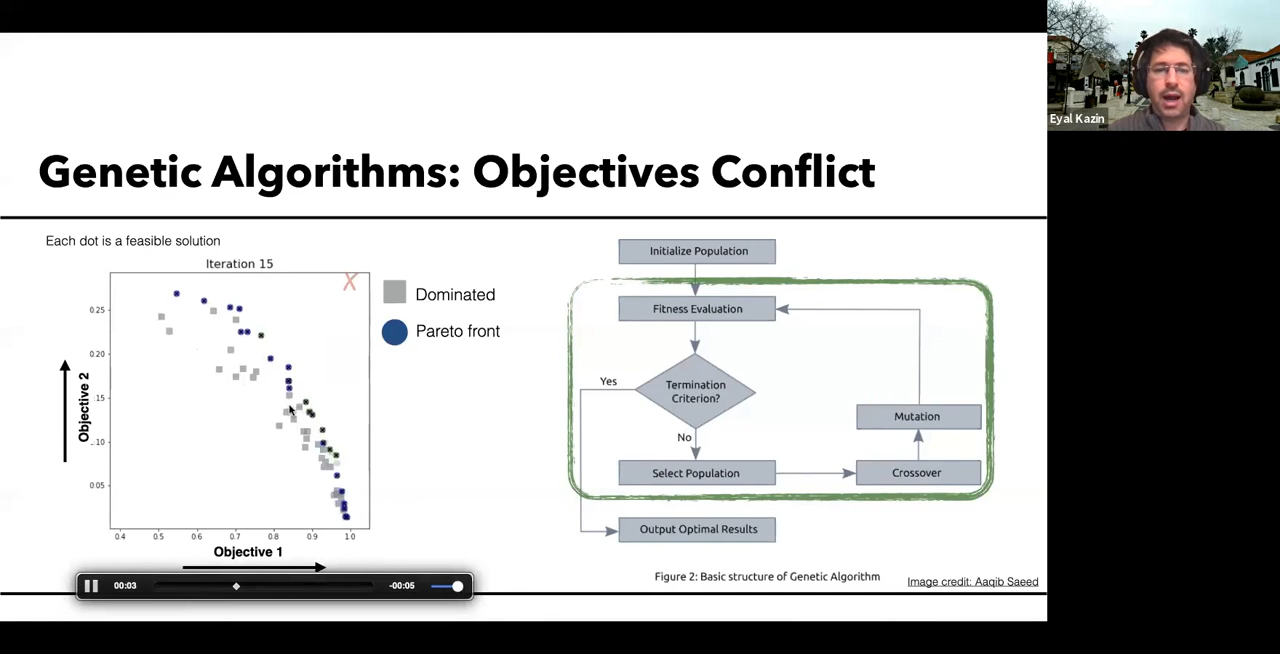 Eyal Kazin
Genetic Algorithms: Objectives Conflict
Each dot is a feasible solution
Iteration 15
X
Dominated
Pareto front
0.25
0.20
.15
.10
0.05
0.4 0.5 0.6 0.7 0.8 0.9 1.0
Objective 2
Objective 1
Initialize Population
Fitness Evaluation
Termination
Criterion?
Yes
No
Select Population
Crossover
Mutation
Output Optimal Results
Figure 2: Basic structure of Genetic Algorithm
Image credit: Aaqib Saeed
00:03
-00:05